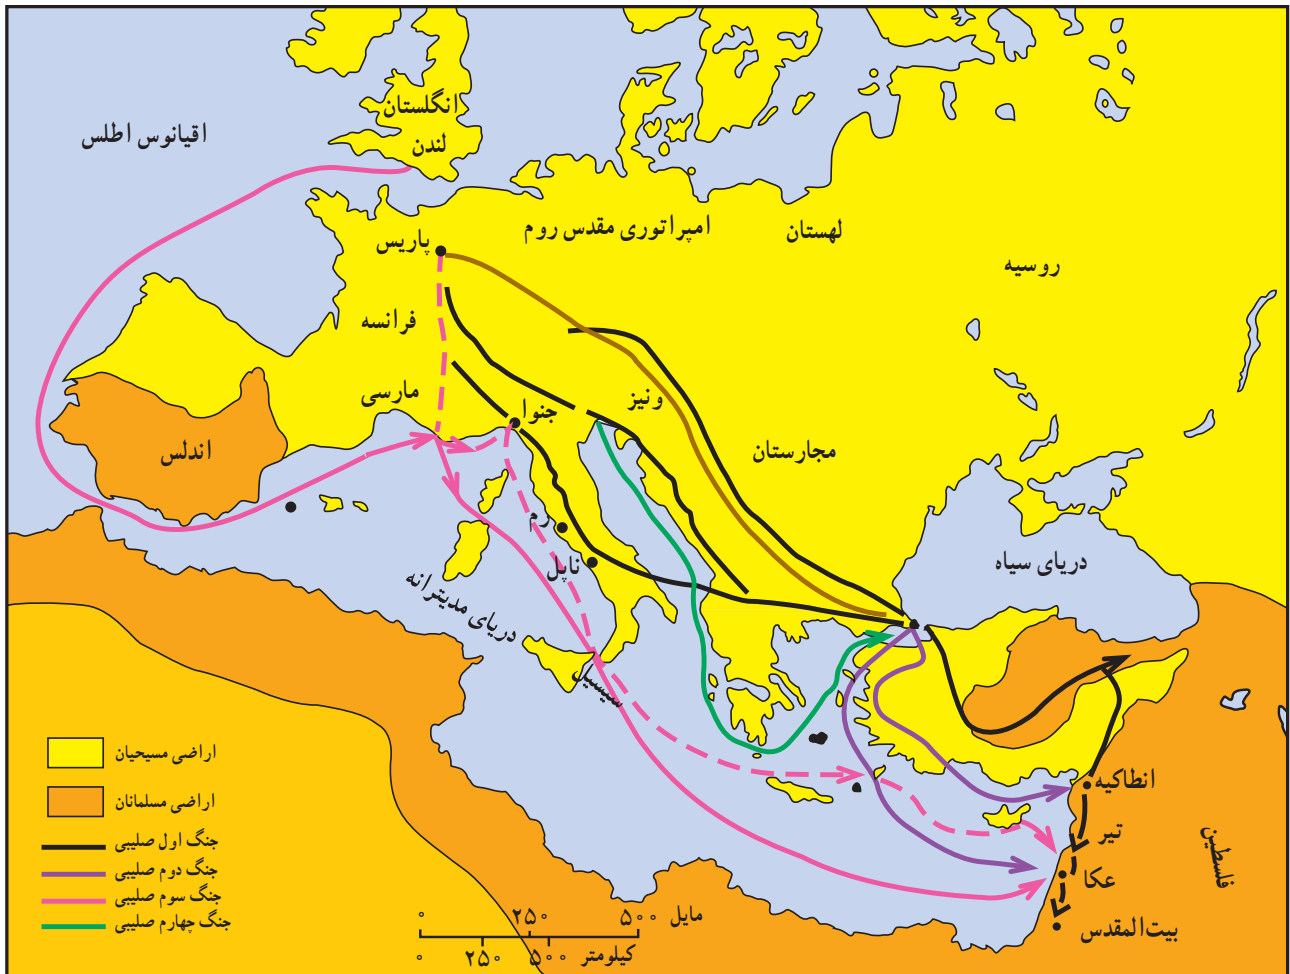 انگلستان
لندن
اقیانوس اطلس
امپراتوری مقدس روم
لهستان
پاریس
روسیه
فرانسه
مارسی
ونیز
جنوا
مجارستان
اندلس
رم
ناپل
دریای سیاه
دریای مدیترانه
سیسیل
انطاکیه
تیر
فلسطین
عکا
بیت‌المقدس
اراضی مسیحیان
اراضی مسلمانان
جنگ اول صلیبی
جنگ دوم صلیبی
جنگ سوم صلیبی
جنگ چهارم صلیبی
۰ ۲۵۰ ۵۰۰ مایل
۰ ۲۵۰ ۵۰۰ کیلومتر